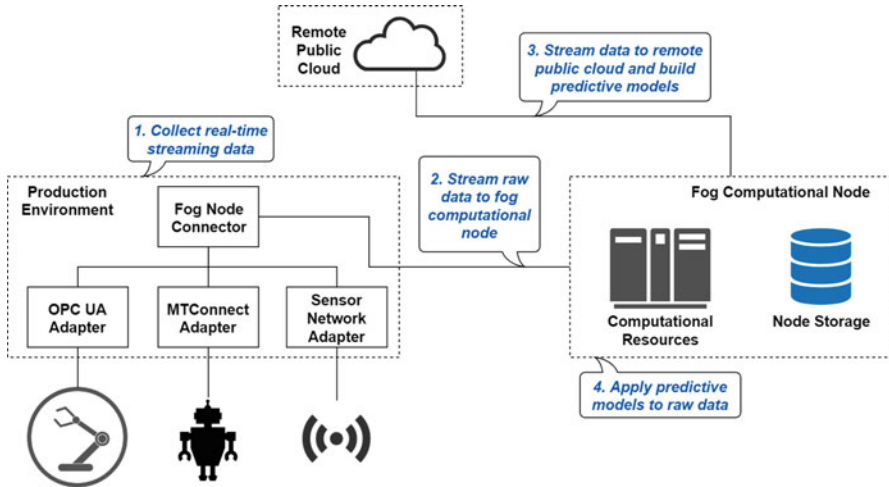 Remote
Public
Cloud
3. Stream data to remote
public cloud and build
predictive models
1. Collect real-time
streaming data
Production
Environment
Fog Node
Connector
2. Stream raw
data to fog
computational
node
Fog Computational Node
OPC UA
Adapter
MTConnect
Adapter
Sensor
Network
Adapter
Computational
Resources
Node Storage
4. Apply predictive
models to raw data